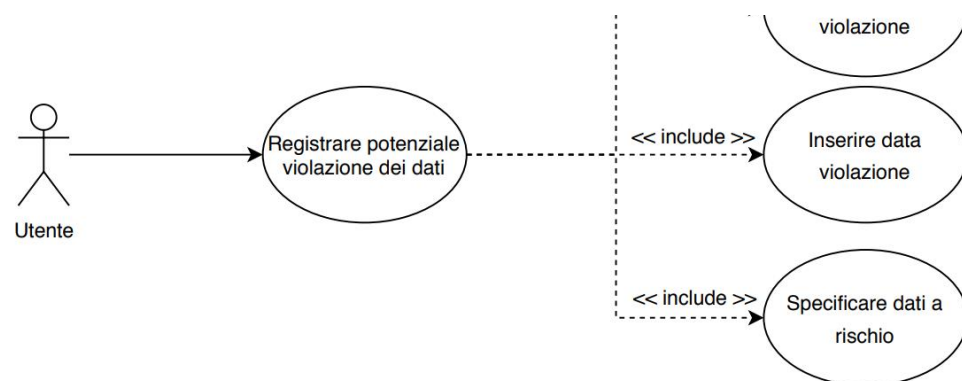 violazione
Registrare potenziale
violazione dei dati
<< include >>
Inserire data
violazione
Utente
<< include >>
Specificare dati a
rischio